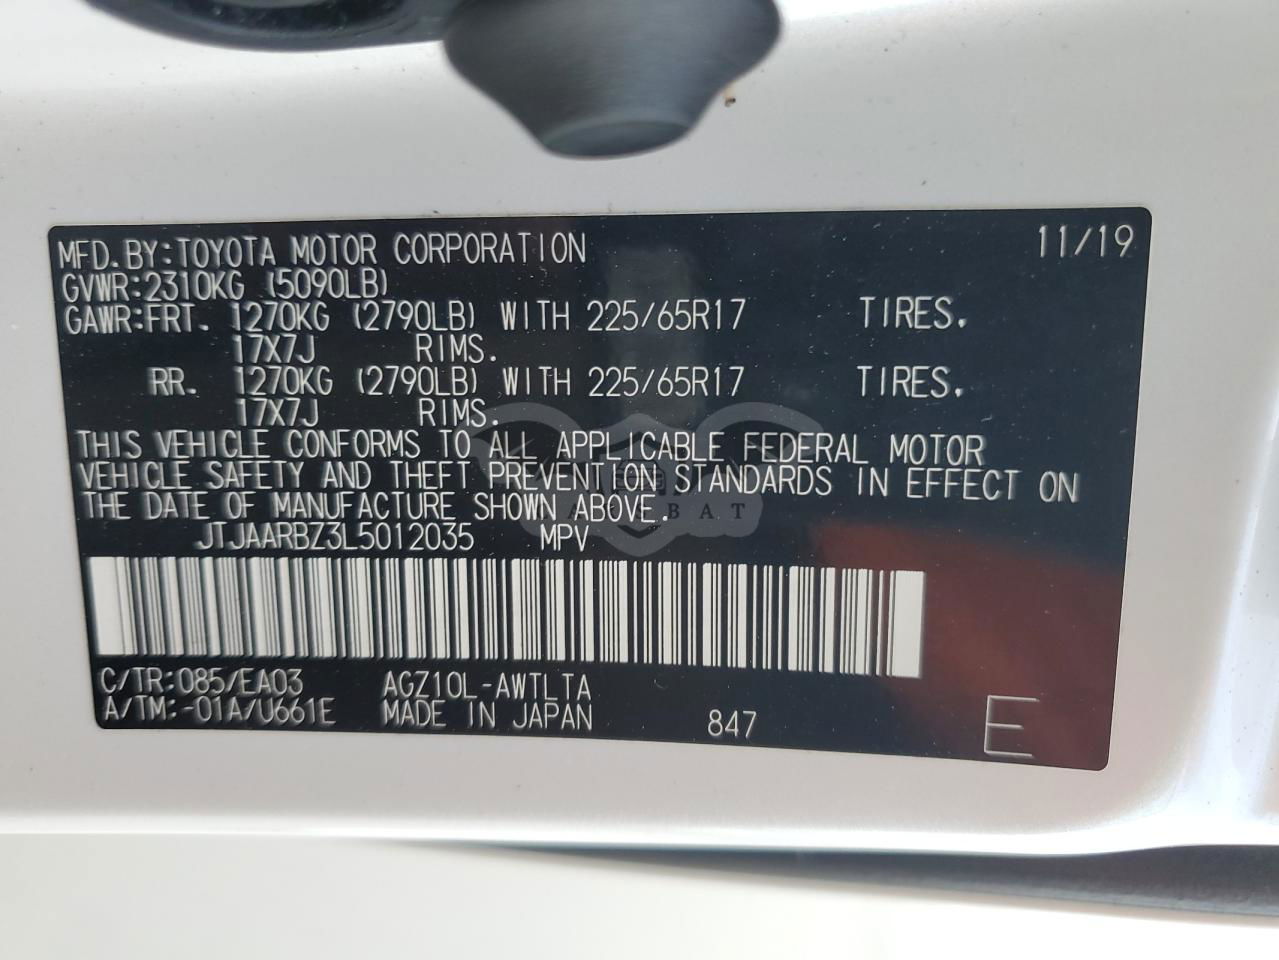 MFD.BY:TOYOTA MOTOR CORPORATION 11/19
GVWR:2310KG (5090LB)
GAWR:FRT. 1270KG (2790LB) WITH 225/65R17 TIRES.
17X7J RIMS.
RR. 1270KG (2790LB) WITH 225/65R17 TIRES.
17X7J RIMS.
THIS VEHICLE CONFORMS TO ALL APPLICABLE FEDERAL MOTOR
VEHICLE SAFETY AND THEFT PREVENTION STANDARDS IN EFFECT ON
THE DATE OF MANUFACTURE SHOWN ABOVE.
JTJAARBZ3L5012035 MPV
C/TR:085/EA03 AGZ10L-AWTLTA
A/TM:-01A/U661E MADE IN JAPAN 847 E